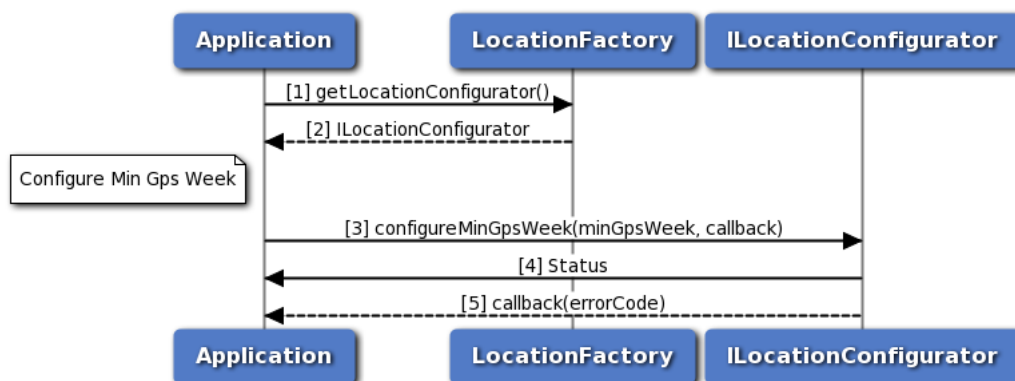 Application
LocationFactory
ILocationConfigurator
[1] getLocationConfigurator()
[2] ILocationConfigurator
Configure Min Gps Week
[3] configureMinGpsWeek(minGpsWeek, callback)
[4] Status
[5] callback(errorCode)
Application
LocationFactory
ILocationConfigurator